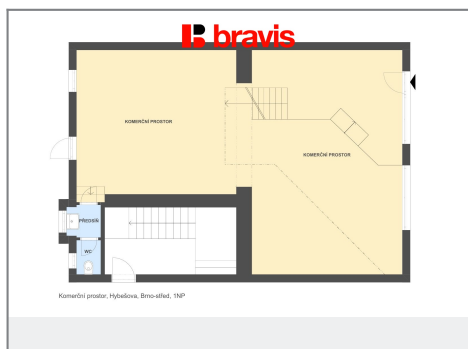 bravis
KOMERČNÍ PROSTOR
KOMERČNÍ PROSTOR
PŘEDSÍŇ
WC
Komerční prostor, Hybešova, Brno-střed, 1NP